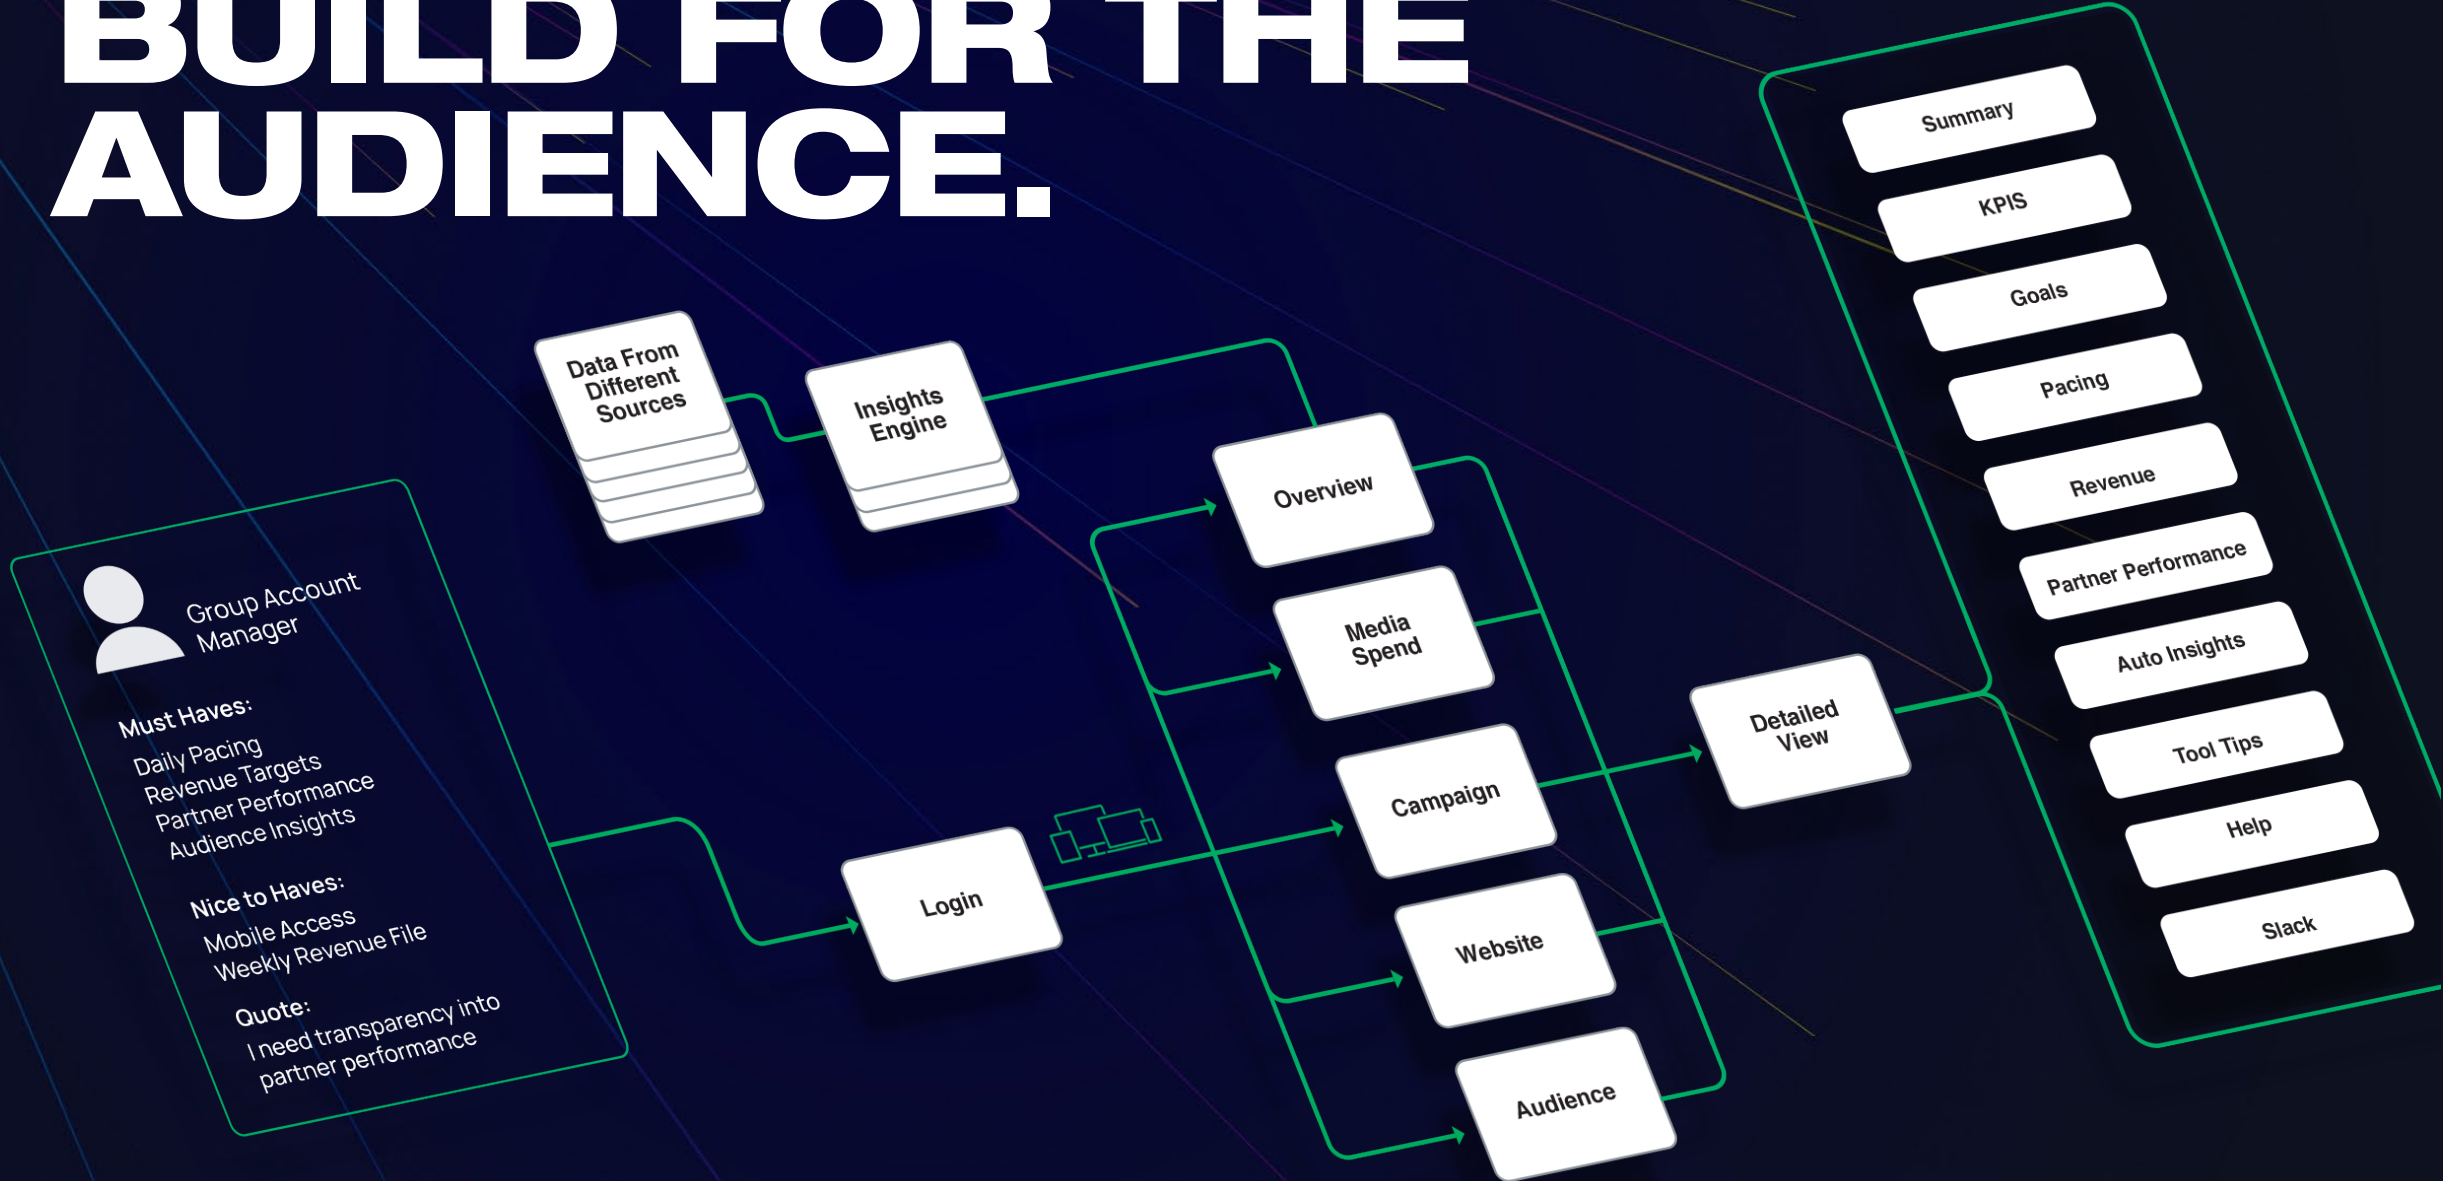 BUILD FOR THE
AUDIENCE.
Data From
Different
Sources
Insights
Engine
Group Account
Manager
Must Haves:
Daily Pacing
Revenue Targets
Partner Performance
Audience Insights
Nice to Haves:
Mobile Access
Weekly Revenue File
Quote:
I need transparency into
partner performance
Login
Overview
Media
Spend
Campaign
Website
Audience
Detailed
View
Summary
KPIS
Goals
Pacing
Revenue
Partner Performance
Auto Insights
Tool Tips
Help
Slack